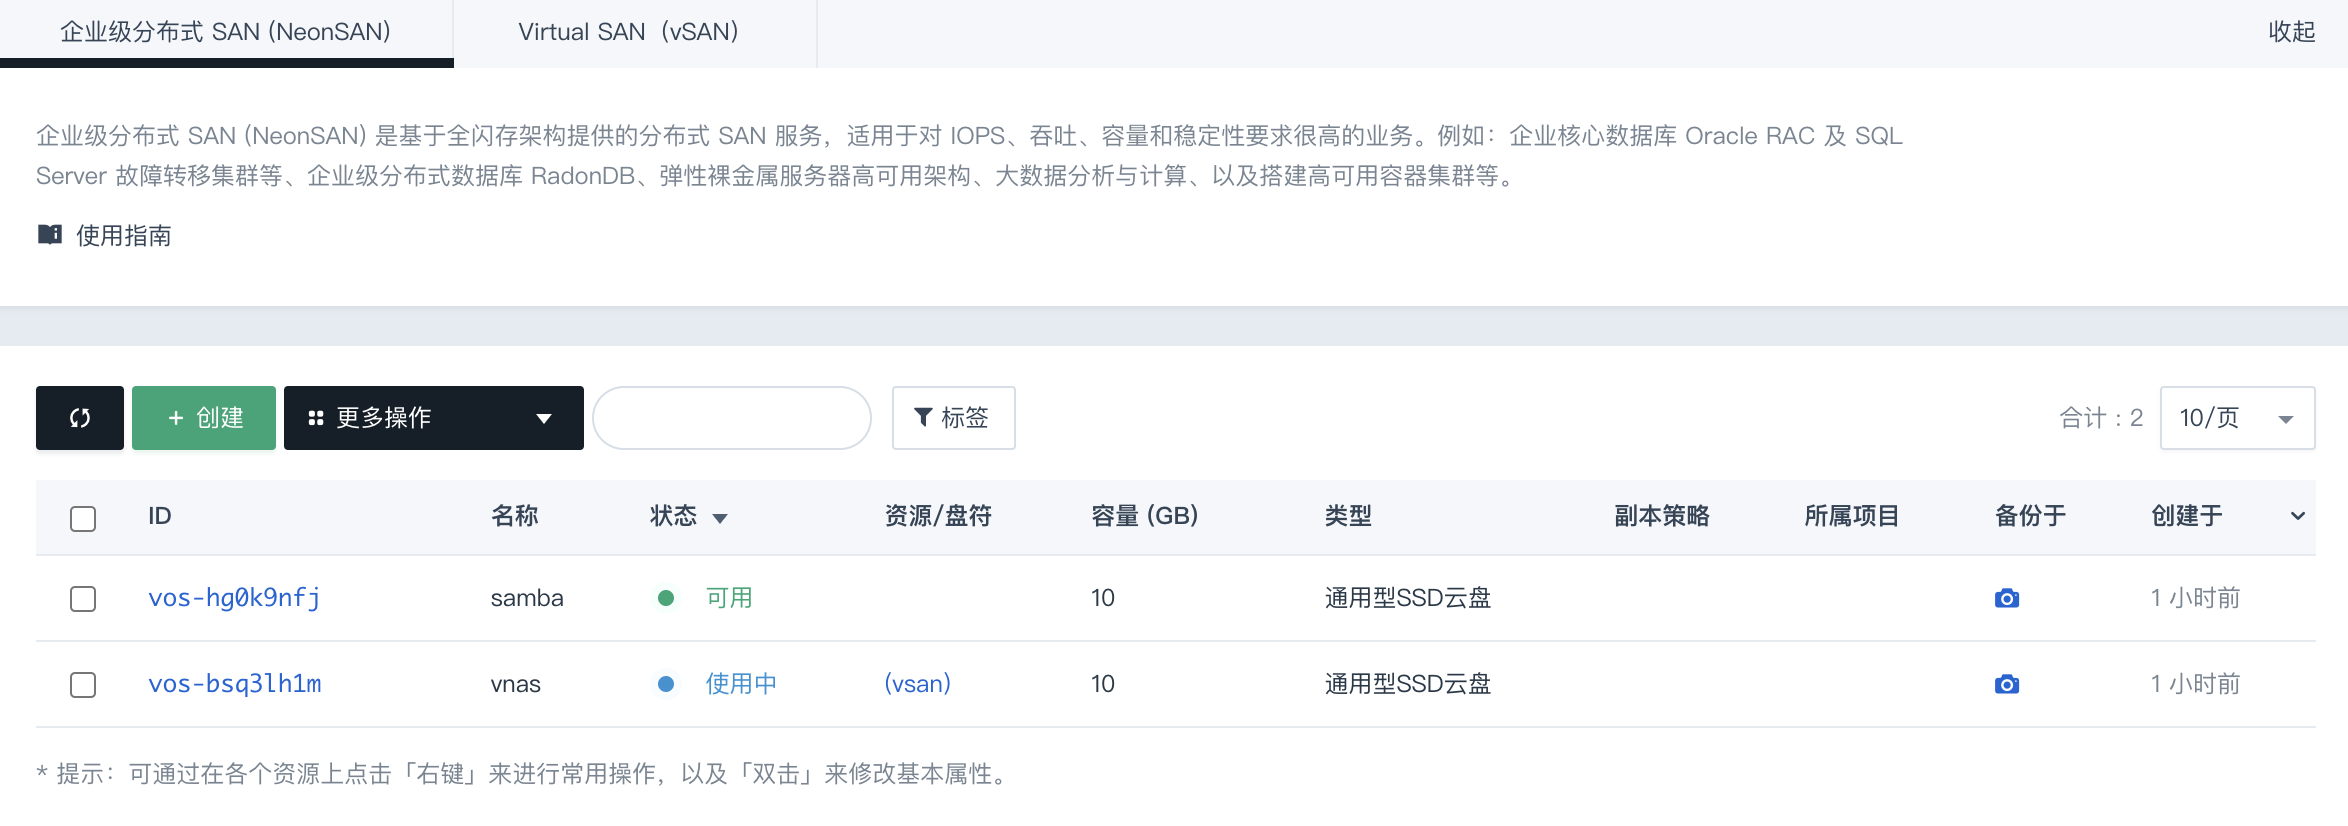 企业级分布式 SAN (NeonSAN)
Virtual SAN（vSAN）
收起
企业级分布式 SAN (NeonSAN) 是基于全闪存架构提供的分布式 SAN 服务，适用于对 IOPS、吞吐、容量和稳定性要求很高的业务。例如：企业核心数据库 Oracle RAC 及 SQL
Server 故障转移集群等、企业级分布式数据库 RadonDB、弹性裸金属服务器高可用架构、大数据分析与计算、以及搭建高可用容器集群等。
使用指南
+ 创建
更多操作
标签
合计 : 2
10/页
ID 名称 状态 资源/盘符 容量 (GB) 类型 副本策略 所属项目 备份于 创建于
vos-hg0k9nfj samba 可用 10 通用型SSD云盘 1 小时前
vos-bsq3lh1m vnas 使用中 (vsan) 10 通用型SSD云盘 1 小时前
* 提示：可通过在各个资源上点击「右键」来进行常用操作，以及「双击」来修改基本属性。